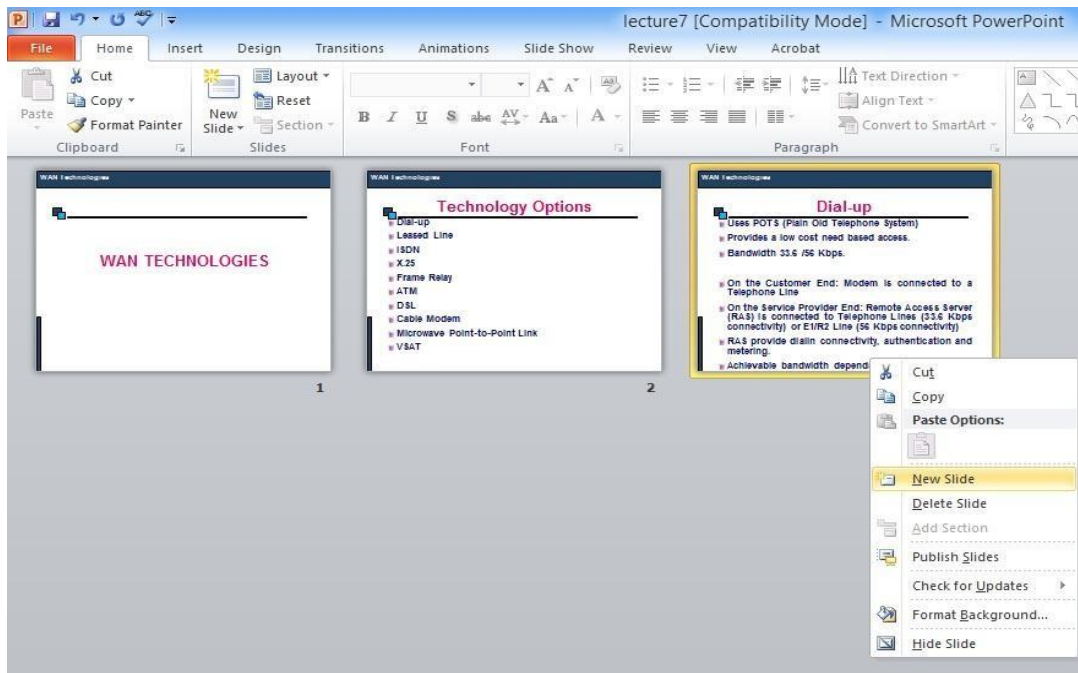 lecture7 [Compatibility Mode] - Microsoft PowerPoint
File Home Insert Design Transitions Animations Slide Show Review View Acrobat
Paste
Cut
Copy
Format Painter
Clipboard
New Slide
Layout
Reset
Section
Slides
B I U S abc AV Aa A
Font
Text Direction
Align Text
Convert to SmartArt
Paragraph
WAN Technologies
WAN TECHNOLOGIES
1
WAN Technologies
Technology Options
Dial-up
Leased Line
ISDN
X.25
Frame Relay
ATM
DSL
Cable Modem
Microwave Point-to-Point Link
VSAT
2
WAN Technologies
Dial-up
Uses POTS (Plain Old Telephone System)
Provides a low cost need based access.
Bandwidth 33.6 /56 Kbps.
On the Customer End: Modem is connected to a
Telephone Line
On the Service Provider End: Remote Access Server
(RAS) is connected to Telephone Lines (33.6 Kbps
connectivity) or E1/R2 Line (56 Kbps connectivity)
RAS provide dialin connectivity, authentication and
metering.
Achievable bandwidth depend
Cut
Copy
Paste Options:
New Slide
Delete Slide
Add Section
Publish Slides
Check for Updates
Format Background...
Hide Slide